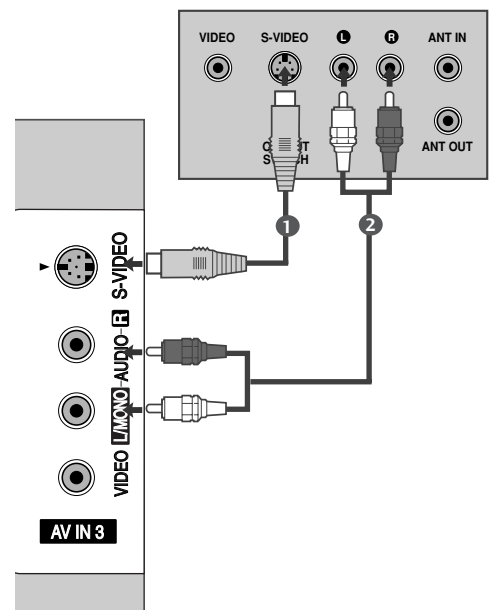 VIDEO S-VIDEO L R ANT IN
ANT OUT
1 2
S-VIDEO
R
AUDIO
L/MONO
VIDEO
AV IN 3